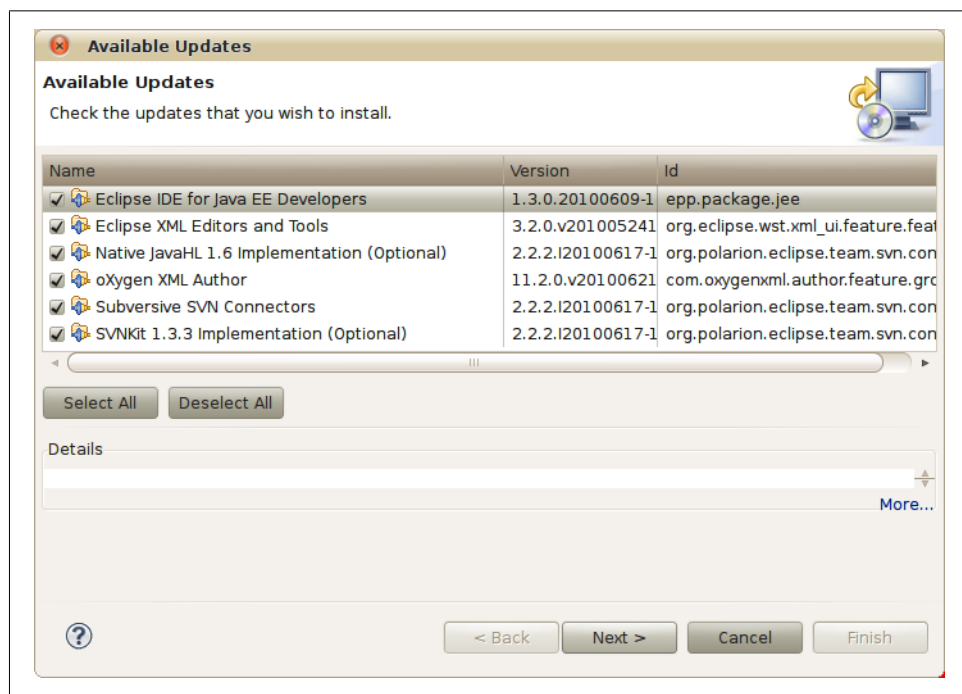 Available Updates
Available Updates
Check the updates that you wish to install.
Name Version Id
Eclipse IDE for Java EE Developers 1.3.0.20100609-1 epp.package.jee
Eclipse XML Editors and Tools 3.2.0.v201005241 org.eclipse.wst.xml_ui.feature.feat
Native JavaHL 1.6 Implementation (Optional) 2.2.2.I20100617-1 org.polarion.eclipse.team.svn.con
oXygen XML Author 11.2.0.v20100621 com.oxygenxml.author.feature.grc
Subversive SVN Connectors 2.2.2.I20100617-1 org.polarion.eclipse.team.svn.con
SVNKit 1.3.3 Implementation (Optional) 2.2.2.I20100617-1 org.polarion.eclipse.team.svn.con
Select All Deselect All
Details
More...
? < Back Next > Cancel Finish